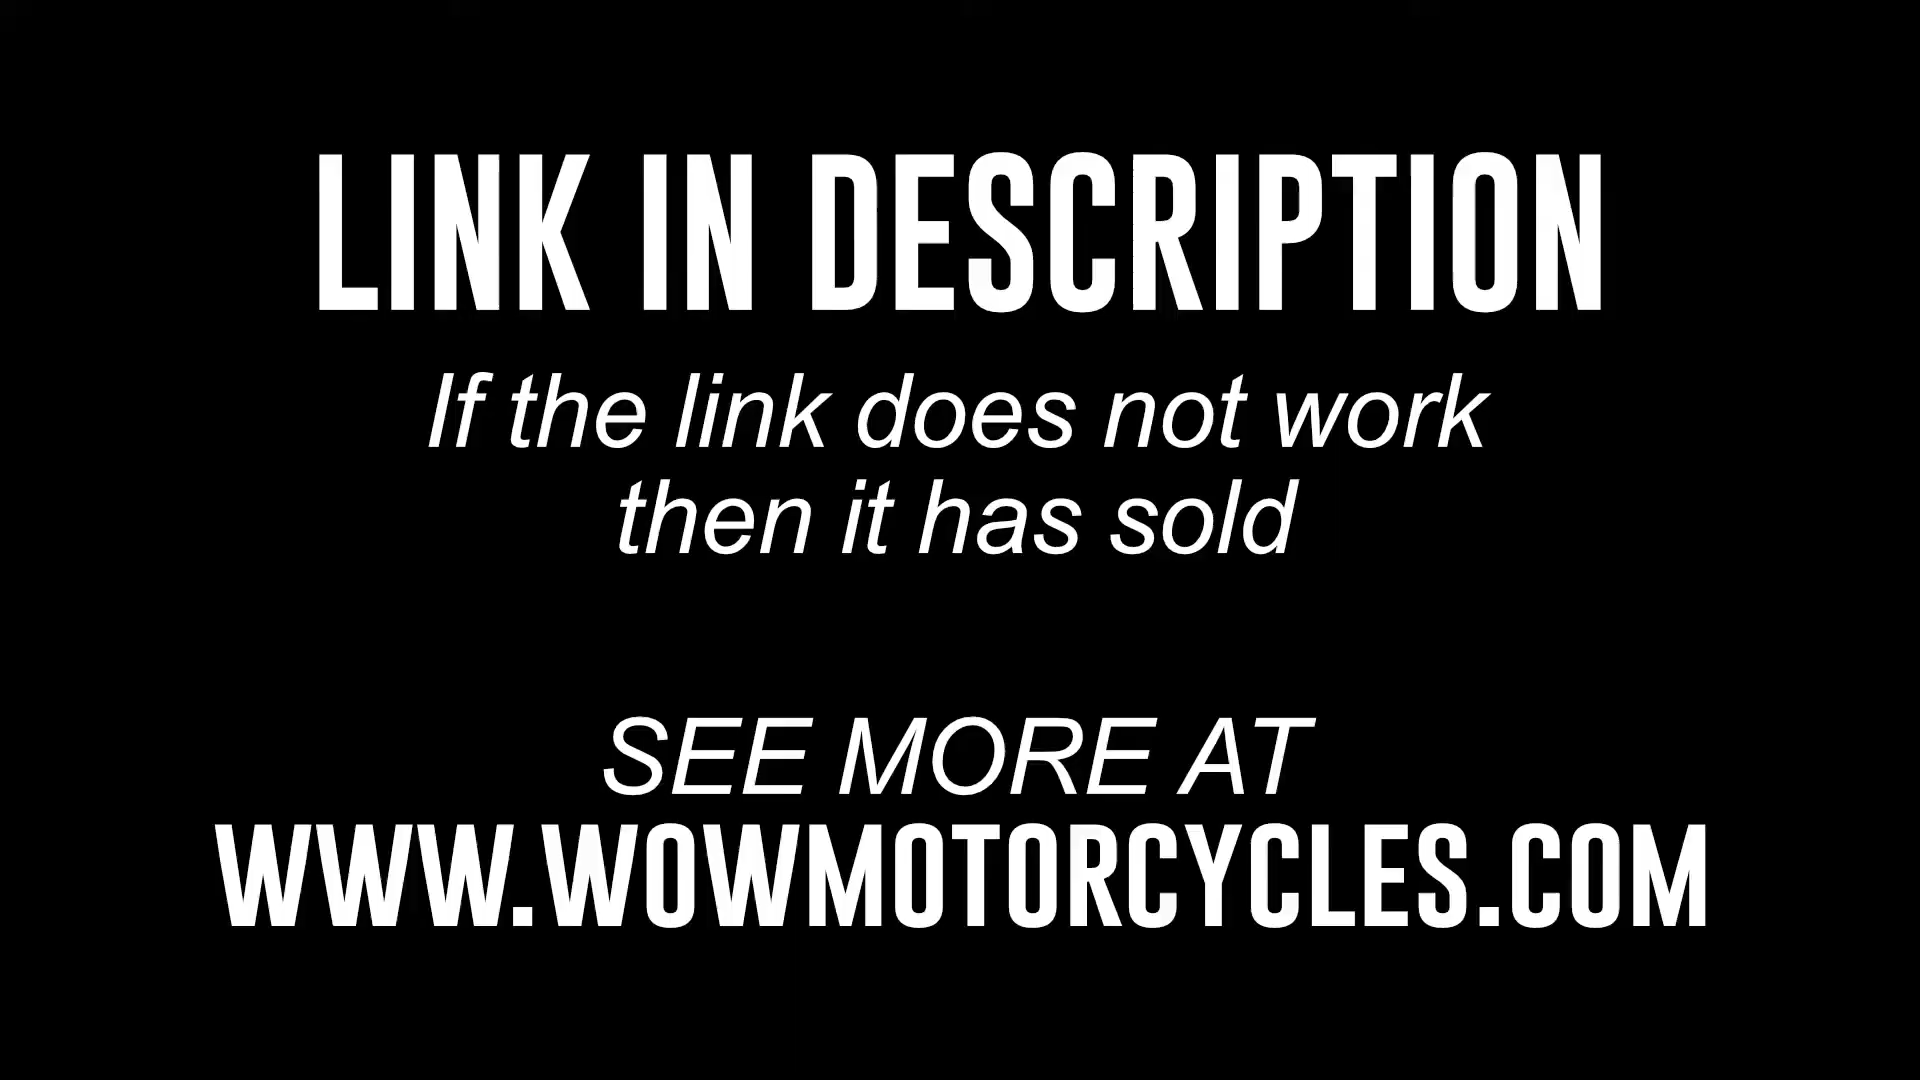 LINK IN DESCRIPTION
If the link does not work
then it has sold
SEE MORE AT
WWW.WOWMOTORCYCLES.COM